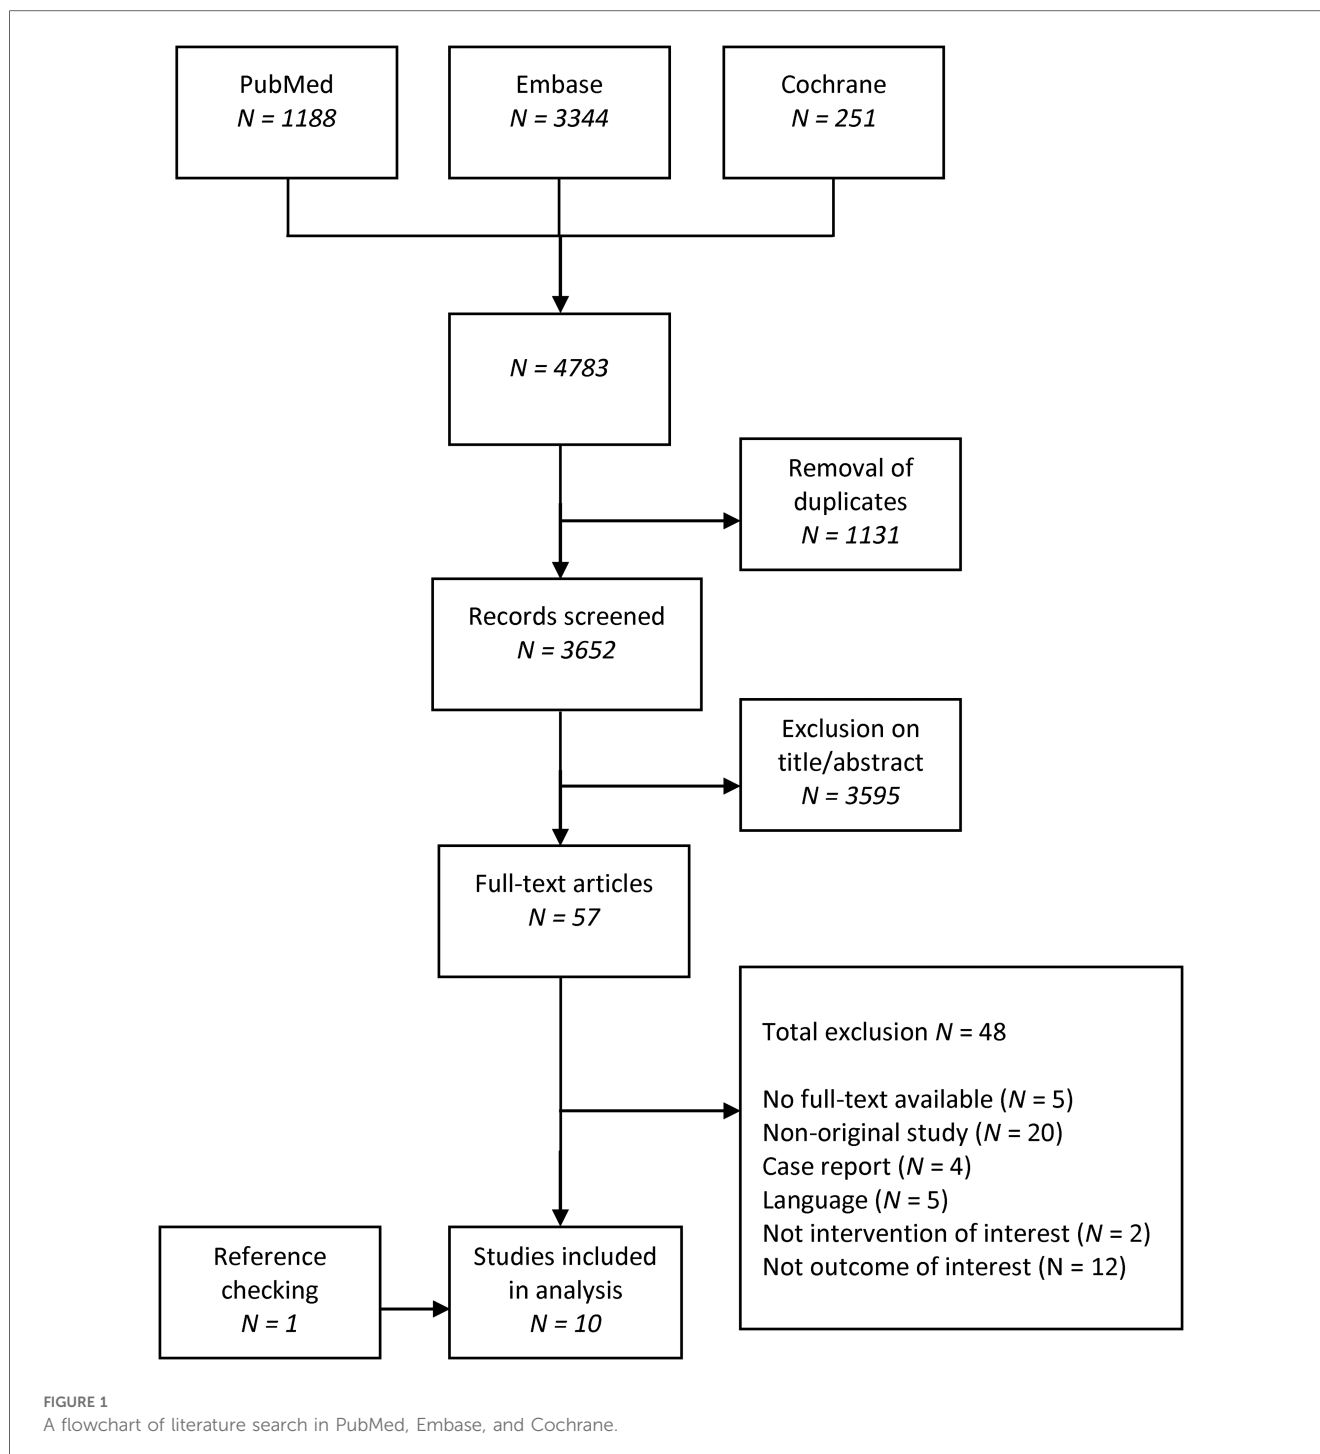 PubMed
N = 1188
Embase
N = 3344
Cochrane
N = 251
N = 4783
Removal of
duplicates
N = 1131
Records screened
N = 3652
Exclusion on
title/abstract
N = 3595
Full-text articles
N = 57
Total exclusion N = 48
No full-text available (N = 5)
Non-original study (N = 20)
Case report (N = 4)
Language (N = 5)
Not intervention of interest (N = 2)
Not outcome of interest (N = 12)
Reference
checking
N = 1
Studies included
in analysis
N = 10
FIGURE 1
A flowchart of literature search in PubMed, Embase, and Cochrane.